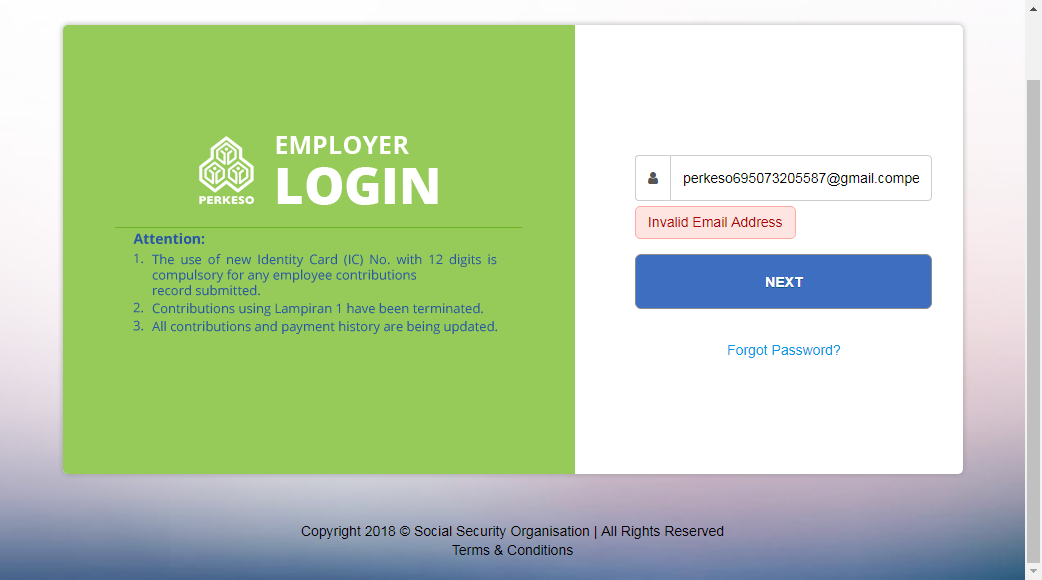 PERKESO
EMPLOYER
LOGIN
Attention:
1. The use of new Identity Card (IC) No. with 12 digits is
compulsory for any employee contributions
record submitted.
2. Contributions using Lampiran 1 have been terminated.
3. All contributions and payment history are being updated.
perkeso695073205587@gmail.compe
Invalid Email Address
NEXT
Forgot Password?
Copyright 2018 © Social Security Organisation | All Rights Reserved
Terms & Conditions